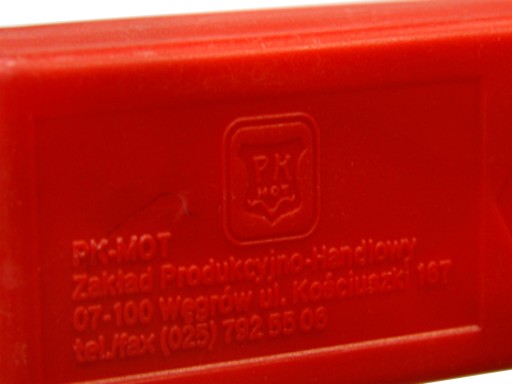 PK
MOT
PK-MOT
Zakład Produkcyjno-Handlowy
07-100 Węgrów ul. Kościuszki 167
tel./fax (025) 792 55 06